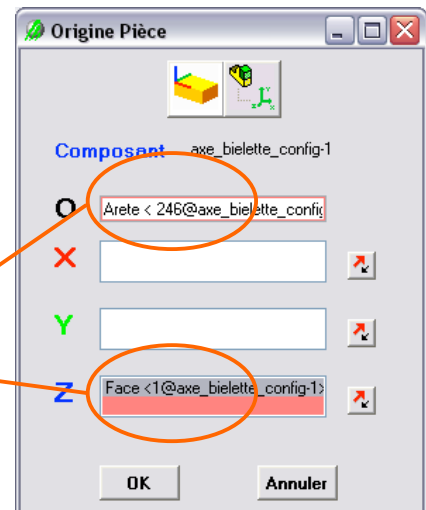 Origine Pièce
Composant axe_bielette_config-1
O Arete < 246@axe_bielette_config
X
Y
Z Face <1@axe_bielette_config-1>
OK Annuler